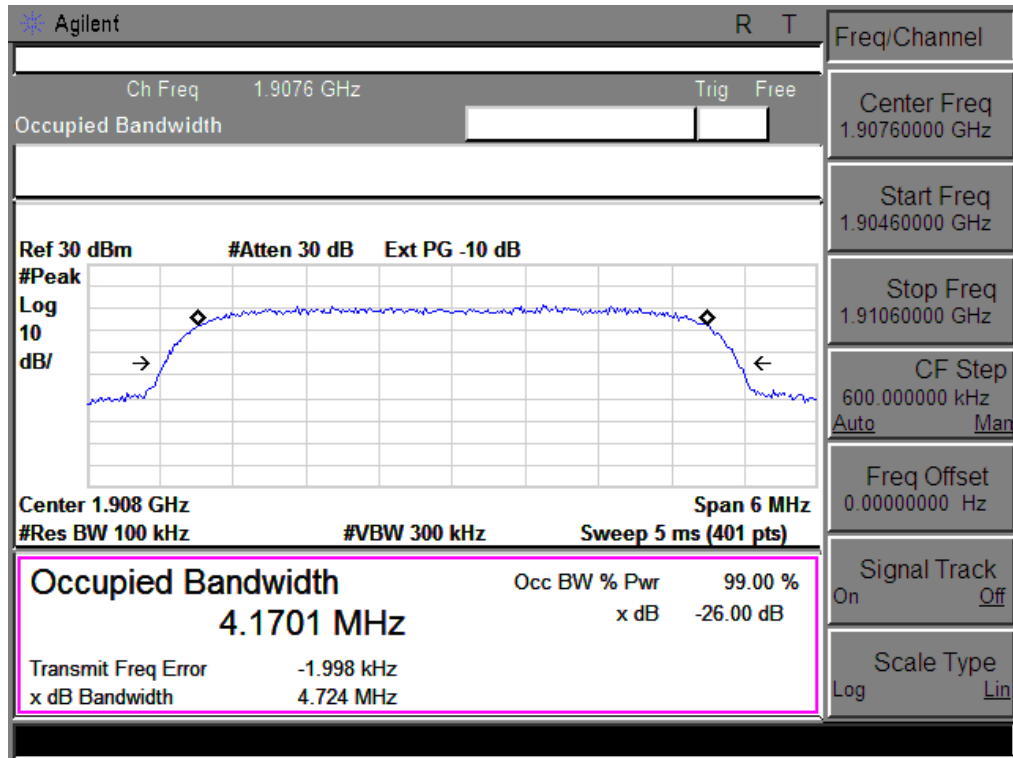 Agilent R T
Freq/Channel
Ch Freq 1.9076 GHz Trig Free
Occupied Bandwidth
Center Freq
1.90760000 GHz
Start Freq
1.90460000 GHz
Stop Freq
1.91060000 GHz
CF Step
600.000000 kHz
Auto Man
Freq Offset
0.00000000 Hz
Signal Track
On Off
Scale Type
Log Lin
Ref 30 dBm #Atten 30 dB Ext PG -10 dB
#Peak
Log
10
dB/
Center 1.908 GHz Span 6 MHz
#Res BW 100 kHz #VBW 300 kHz Sweep 5 ms (401 pts)
Occupied Bandwidth Occ BW % Pwr 99.00 %
4.1701 MHz x dB -26.00 dB
Transmit Freq Error -1.998 kHz
x dB Bandwidth 4.724 MHz